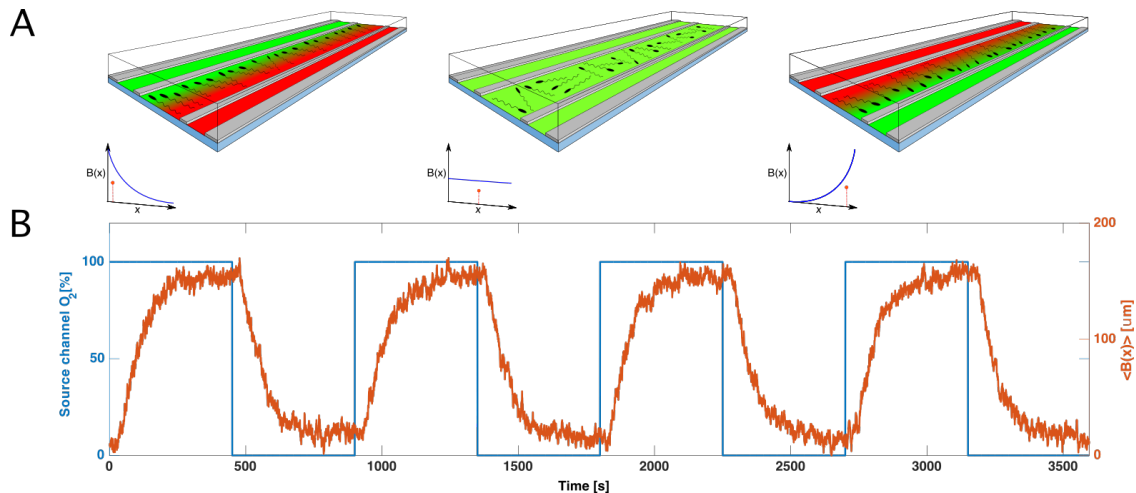 A
B(x)
x
B(x)
x
B(x)
x
B
Source channel O2[%]
100
50
0
200
100
0
<B(x)> [um]
0 500 1000 1500 2000 2500 3000 3500
Time [s]